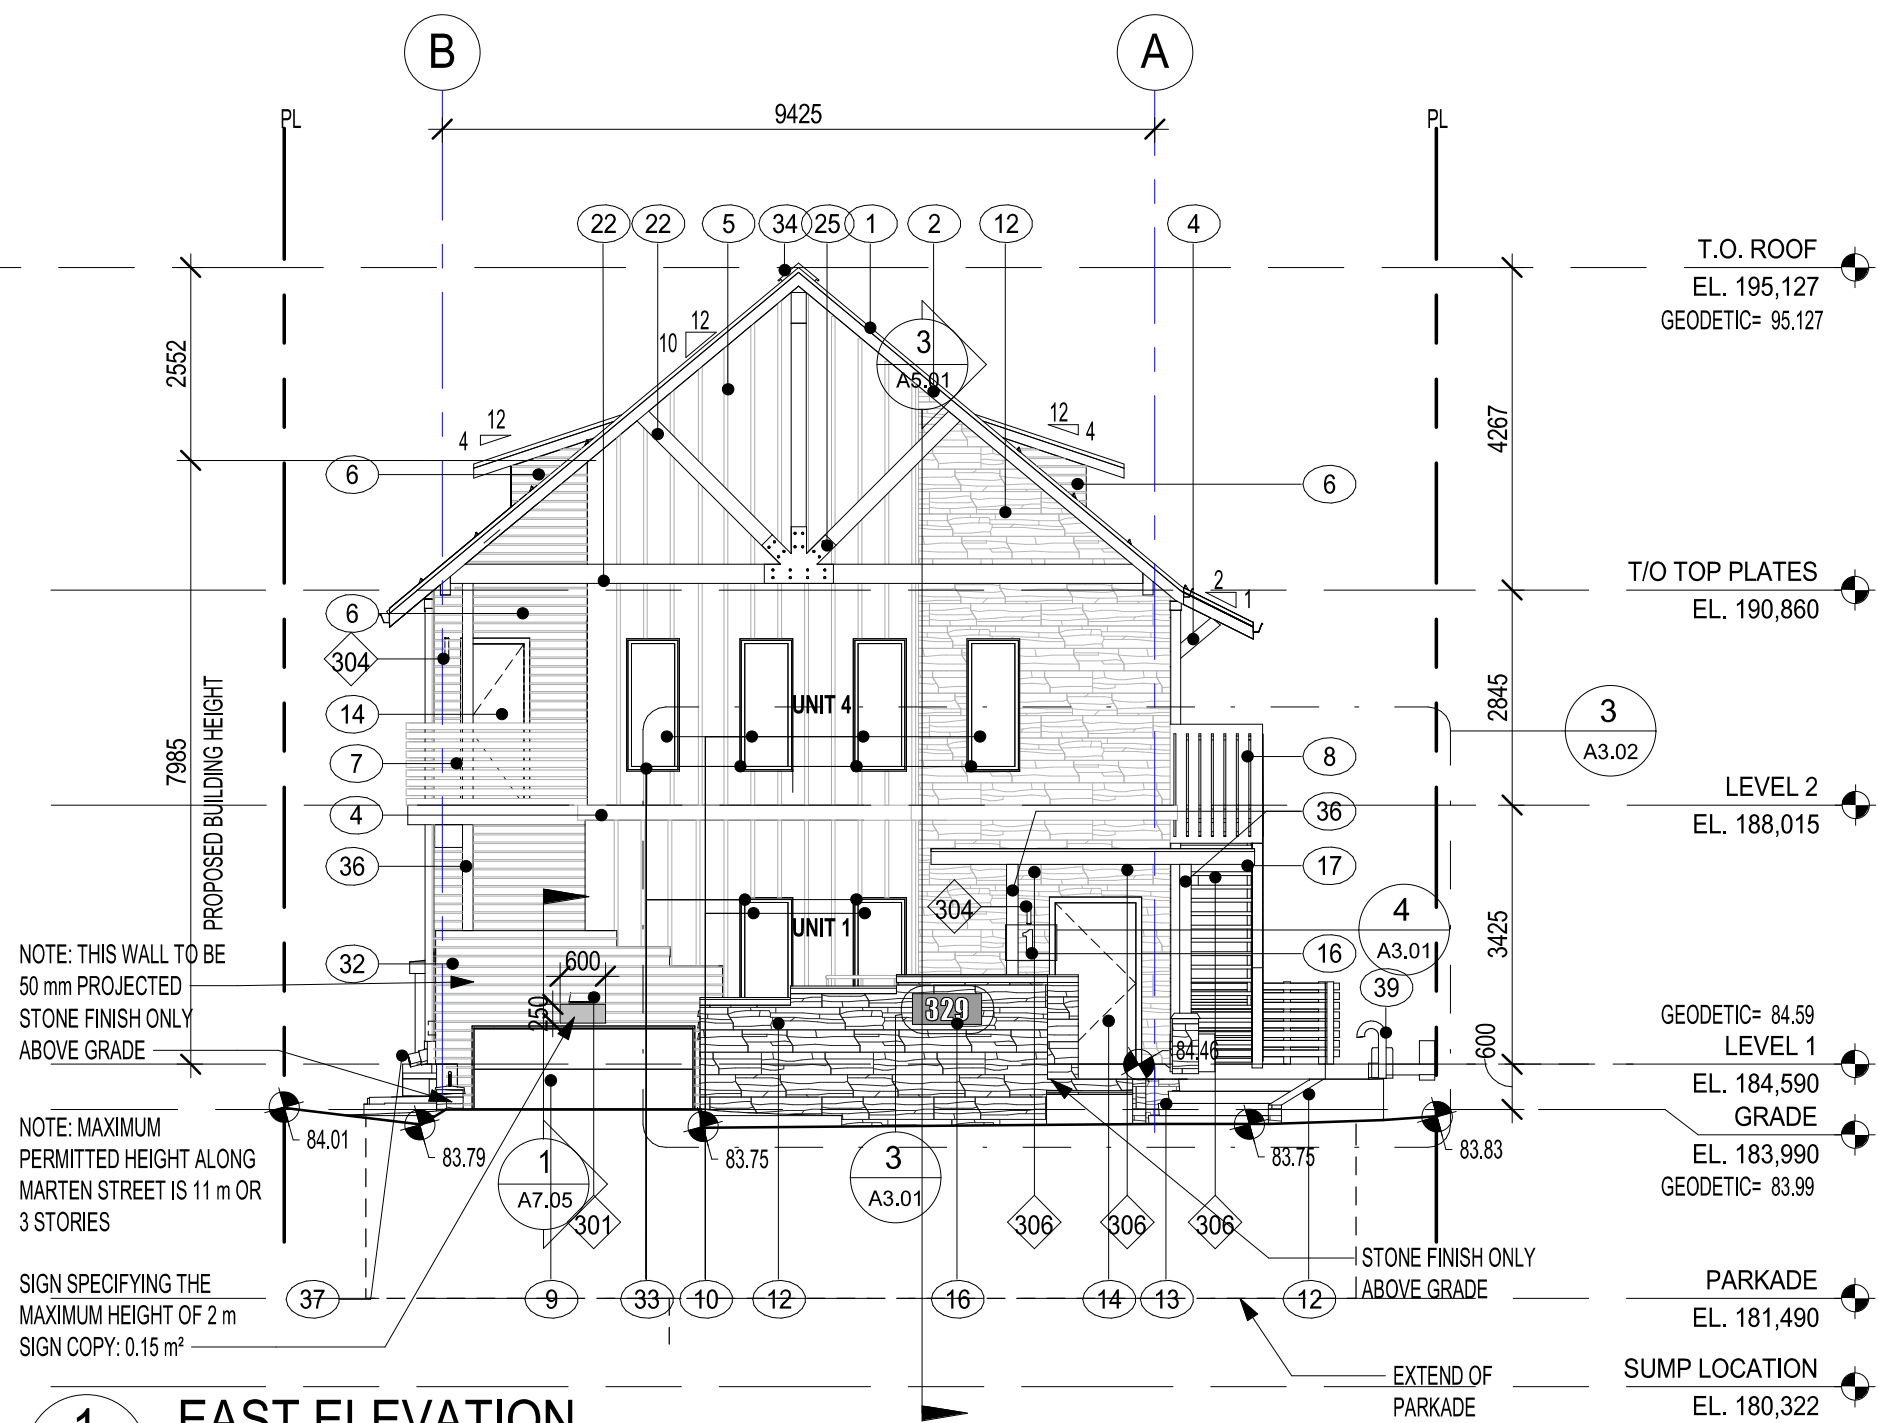 B
A
9425
PL
PL
22
22
5
34
25
1
2
12
4
T.O. ROOF
EL. 195,127
GEODETIC= 95.127
12
10
3
A5.01
2552
4267
12
4
12
4
6
6
T/O TOP PLATES
EL. 190,860
2
1
6
304
14
UNIT 4
2845
3
A3.02
7985
PROPOSED BUILDING HEIGHT
7
8
LEVEL 2
EL. 188,015
4
36
36
17
304
4
A3.01
3425
UNIT 1
1
16
NOTE: THIS WALL TO BE
50 mm PROJECTED
STONE FINISH ONLY
ABOVE GRADE
32
600
250
329
39
GEODETIC= 84.59
LEVEL 1
EL. 184,590
600
84.46
GRADE
EL. 183,990
GEODETIC= 83.99
NOTE: MAXIMUM
PERMITTED HEIGHT ALONG
MARTEN STREET IS 11 m OR
3 STORIES
84.01
83.79
83.75
83.75
83.83
1
A7.05
3
A3.01
301
306
306
306
STONE FINISH ONLY
ABOVE GRADE
SIGN SPECIFYING THE
MAXIMUM HEIGHT OF 2 m
SIGN COPY: 0.15 m²
37
9
33
10
12
16
14
13
12
PARKADE
EL. 181,490
EXTEND OF
PARKADE
SUMP LOCATION
EL. 180,322
1
EAST ELEVATION